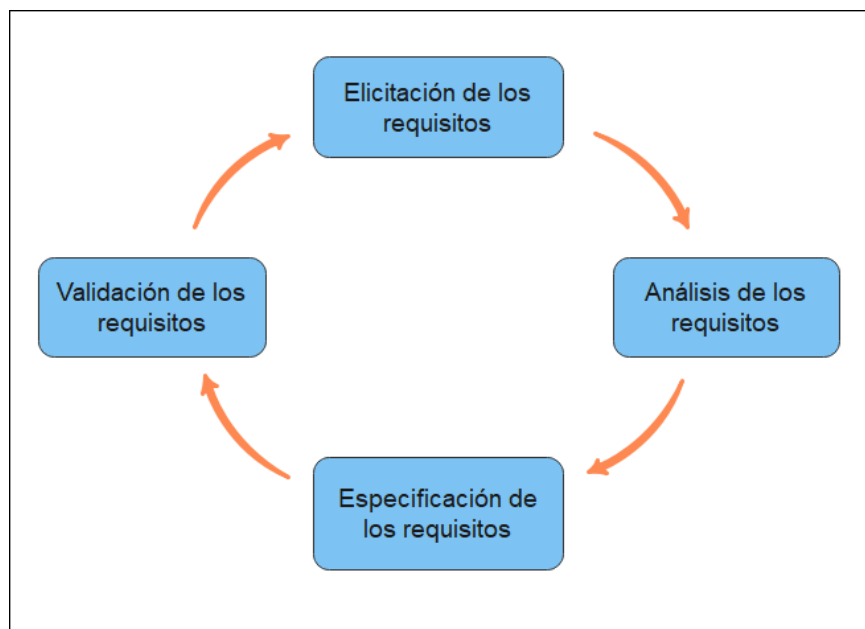 Elicitación de los
requisitos
Validación de los
requisitos
Análisis de los
requisitos
Especificación de
los requisitos